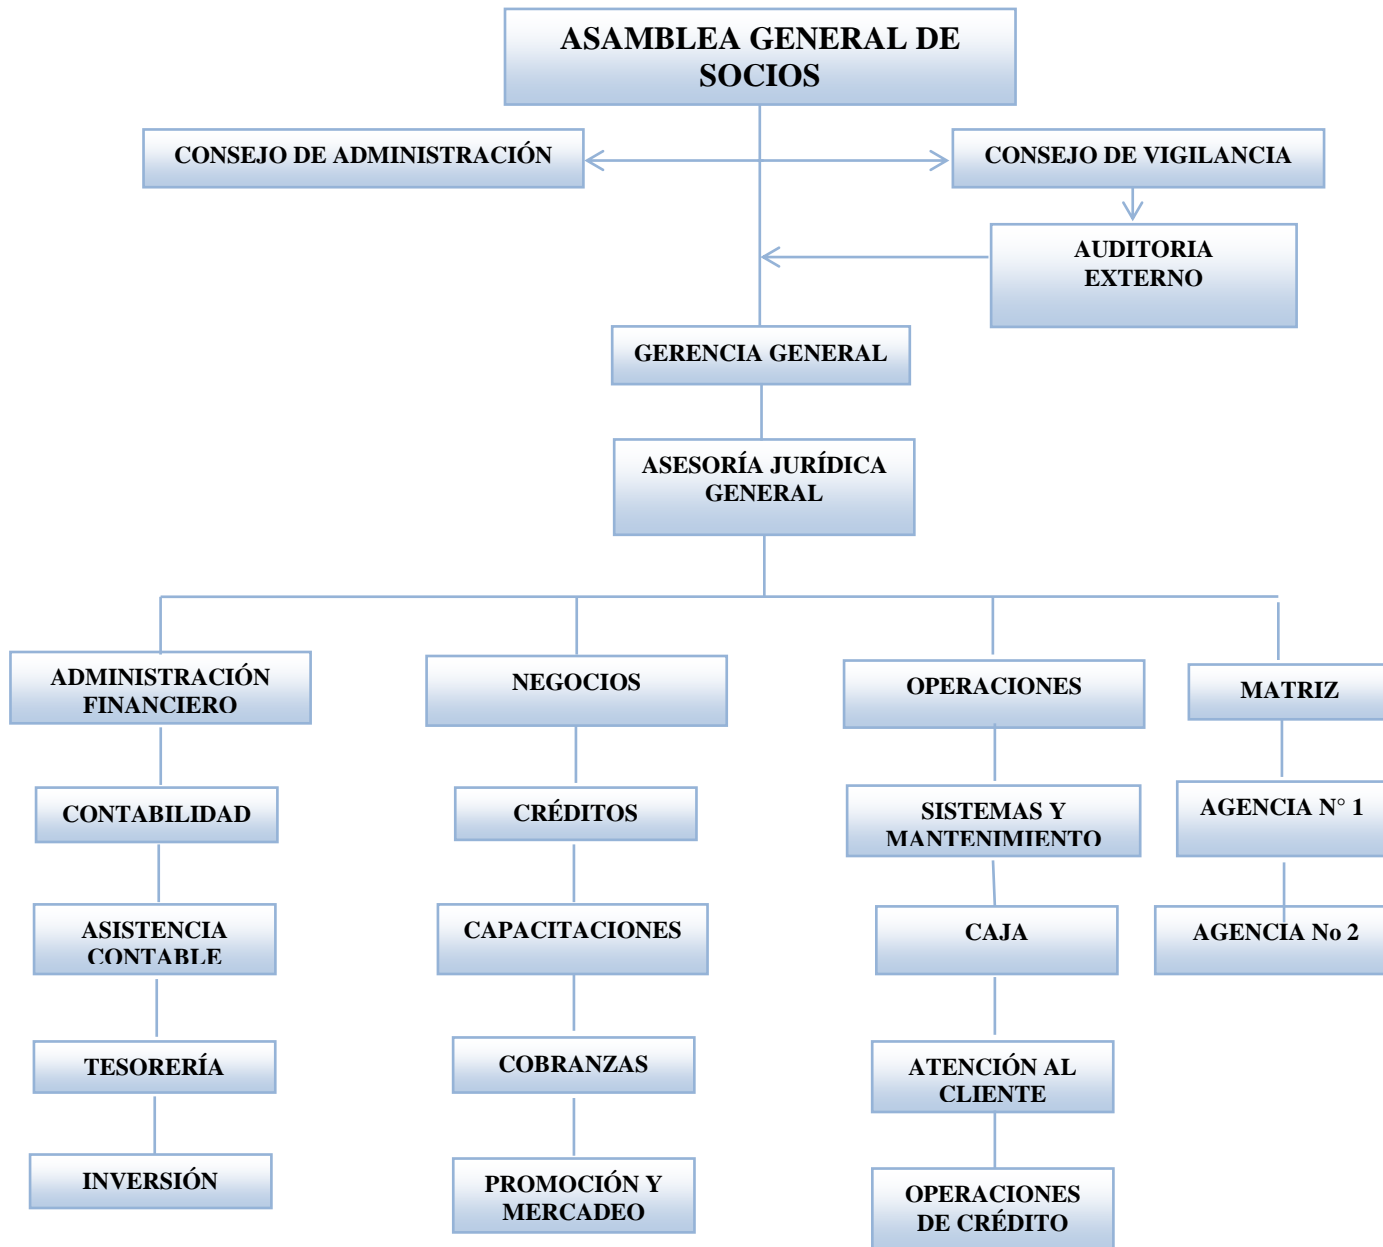 ASAMBLEA GENERAL DE
SOCIOS
CONSEJO DE ADMINISTRACIÓN
CONSEJO DE VIGILANCIA
AUDITORIA
EXTERNO
GERENCIA GENERAL
ASESORÍA JURÍDICA
GENERAL
ADMINISTRACIÓN
FINANCIERO
NEGOCIOS
OPERACIONES
MATRIZ
CONTABILIDAD
CRÉDITOS
SISTEMAS Y
MANTENIMIENTO
AGENCIA N° 1
ASISTENCIA
CONTABLE
CAPACITACIONES
CAJA
AGENCIA No 2
TESORERÍA
COBRANZAS
ATENCIÓN AL
CLIENTE
INVERSIÓN
PROMOCIÓN Y
MERCADEO
OPERACIONES
DE CRÉDITO